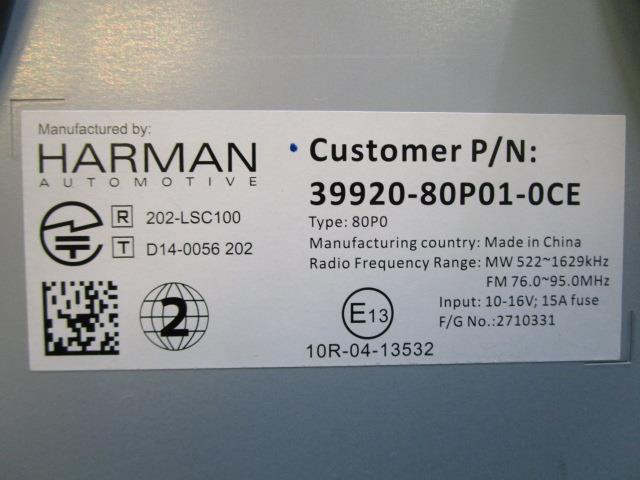 Manufactured by:
HARMAN
AUTOMOTIVE
R 202-LSC100
T D14-0056 202
2
Customer P/N:
39920-80P01-0CE
Type: 80P0
Manufacturing country: Made in China
Radio Frequency Range: MW 522~1629kHz
FM 76.0~95.0MHz
Input: 10-16V; 15A fuse
F/G No.:2710331
E13
10R-04-13532